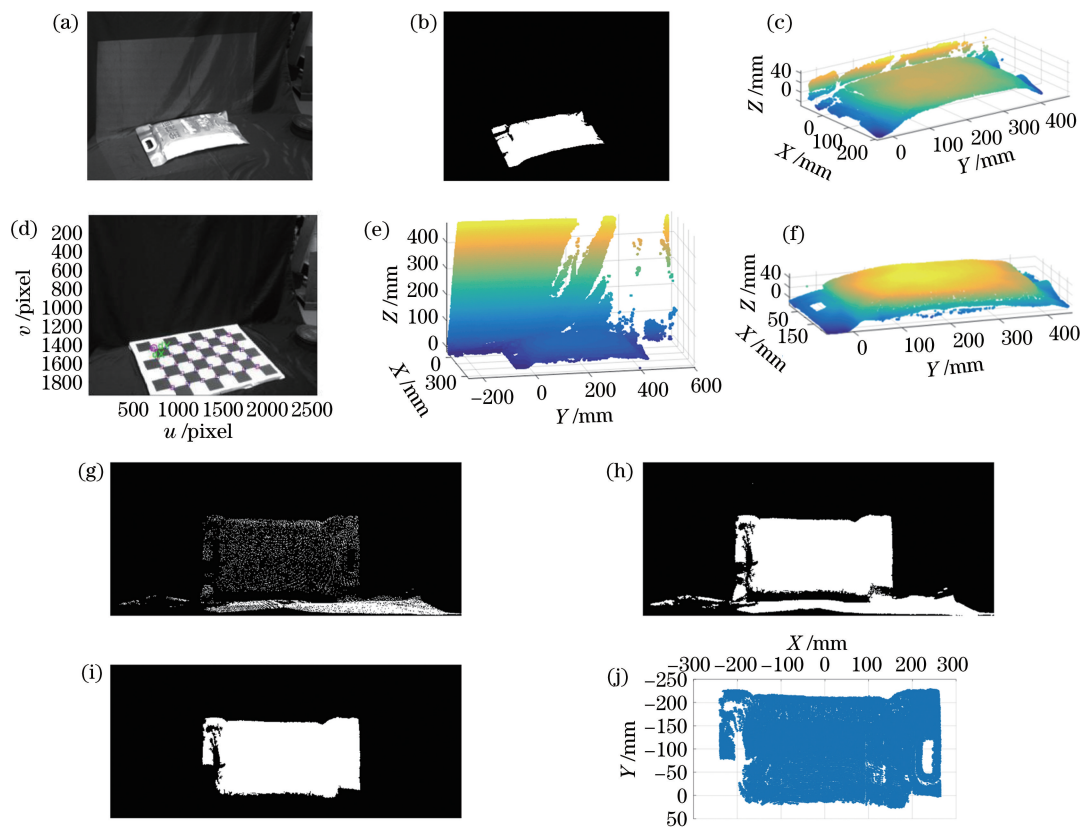 (a)
(b)
(c)
Z /mm
40
0
0
100
200
X /mm
0
100
200
300
400
Y /mm
(d)
200
400
600
800
1000
1200
1400
1600
1800
v /pixel
500 1000 1500 2000 2500
u /pixel
(e)
400
300
200
100
0
Z /mm
300
X /mm
−200 0 200 400 600
Y /mm
(f)
40
0
Z /mm
50
150
X /mm
0
100
200
300
400
Y /mm
(g)
(h)
(i)
X /mm
−300 −200 −100 0 100 200 300
(j)
−250
−200
−150
−100
−50
0
50
Y /mm